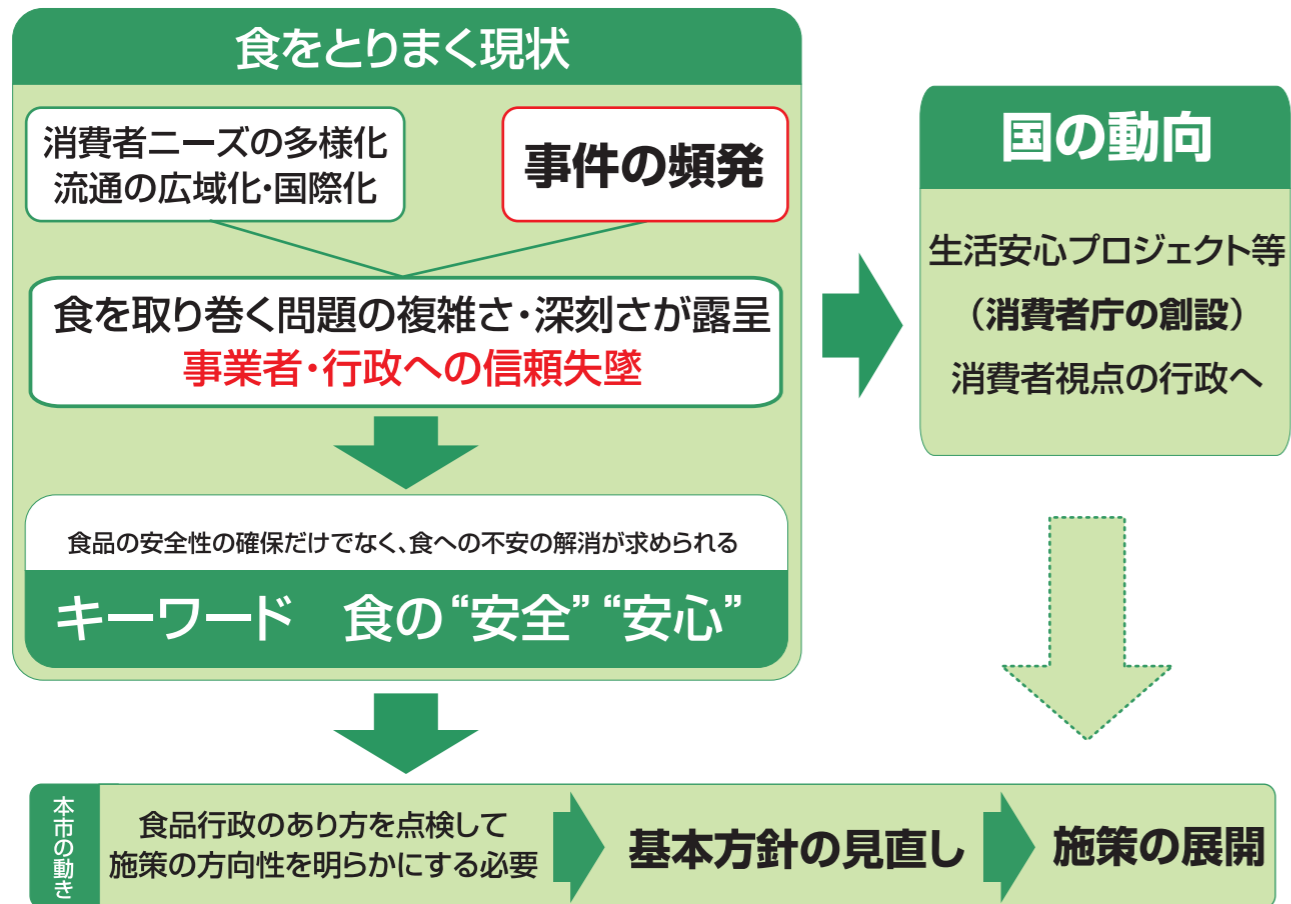 食をとりまく現状
消費者ニーズの多様化
流通の広域化・国際化
事件の頻発
食を取り巻く問題の複雑さ・深刻さが露呈
事業者・行政への信頼失墜
食品の安全性の確保だけでなく、食への不安の解消が求められる
キーワード　食の“安全”“安心”
国の動向
生活安心プロジェクト等
（消費者庁の創設）
消費者視点の行政へ
本市の動き
食品行政のあり方を点検して
施策の方向性を明らかにする必要
基本方針の見直し
施策の展開